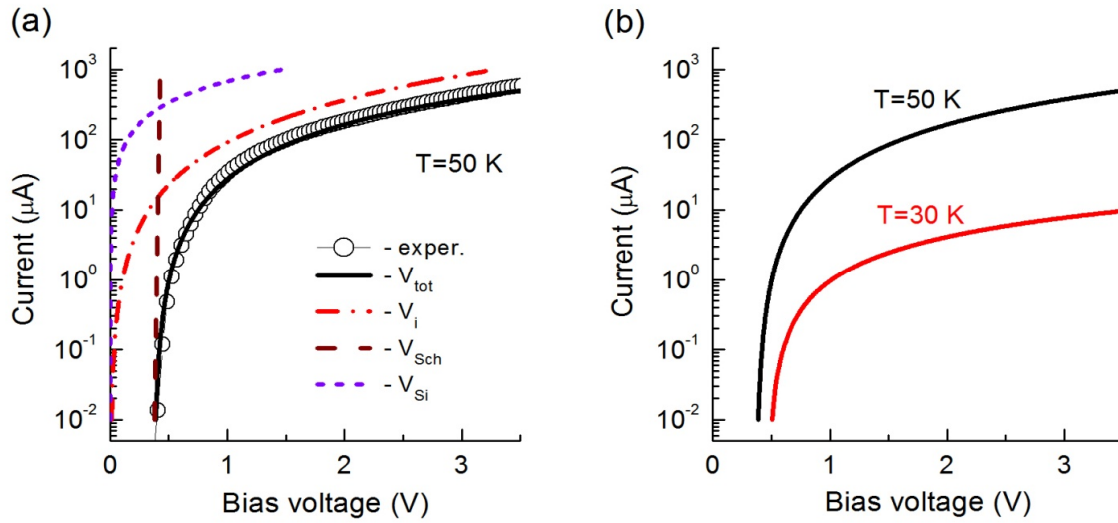 (a)
10³
10²
10¹
10⁰
10⁻¹
10⁻²
Current (μA)
T=50 K
- exper.
- V_tot
- V_i
- V_Sch
- V_Si
0 1 2 3
Bias voltage (V)
(b)
10³
10²
10¹
10⁰
10⁻¹
10⁻²
Current (μA)
T=50 K
T=30 K
0 1 2 3
Bias voltage (V)